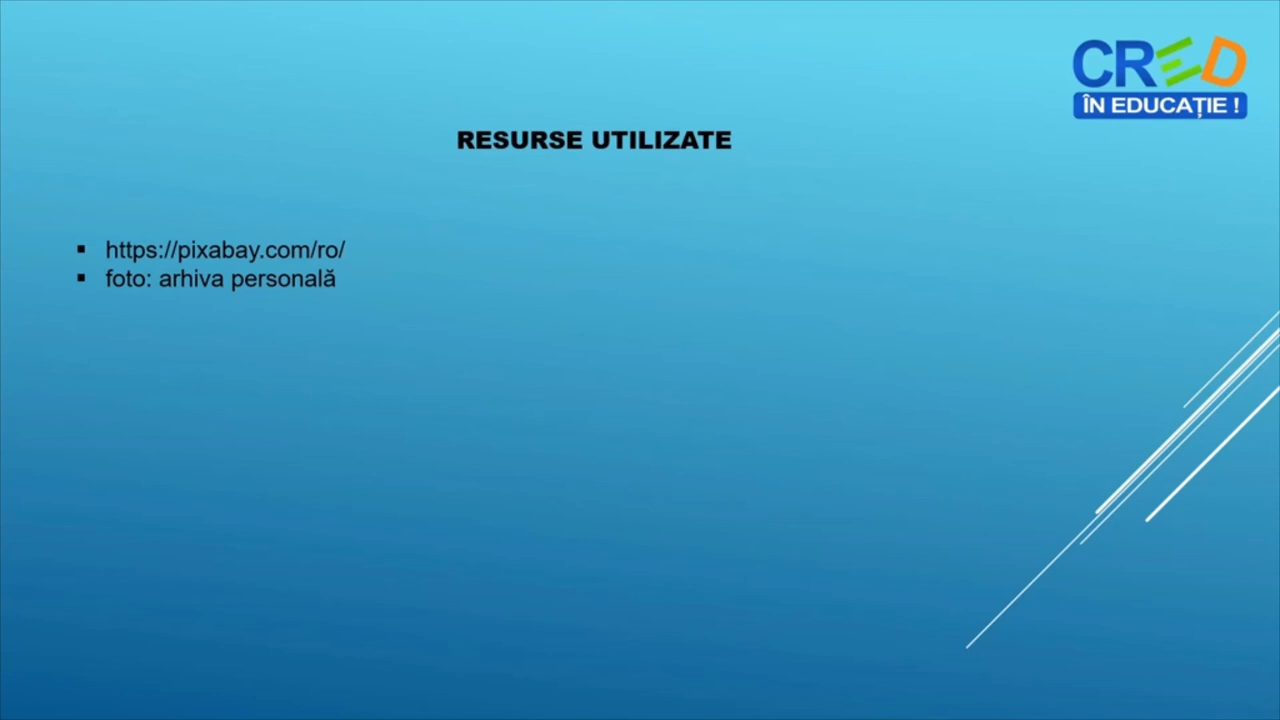 CRED
ÎN EDUCAȚIE !
RESURSE UTILIZATE
▪ https://pixabay.com/ro/
▪ foto: arhiva personală